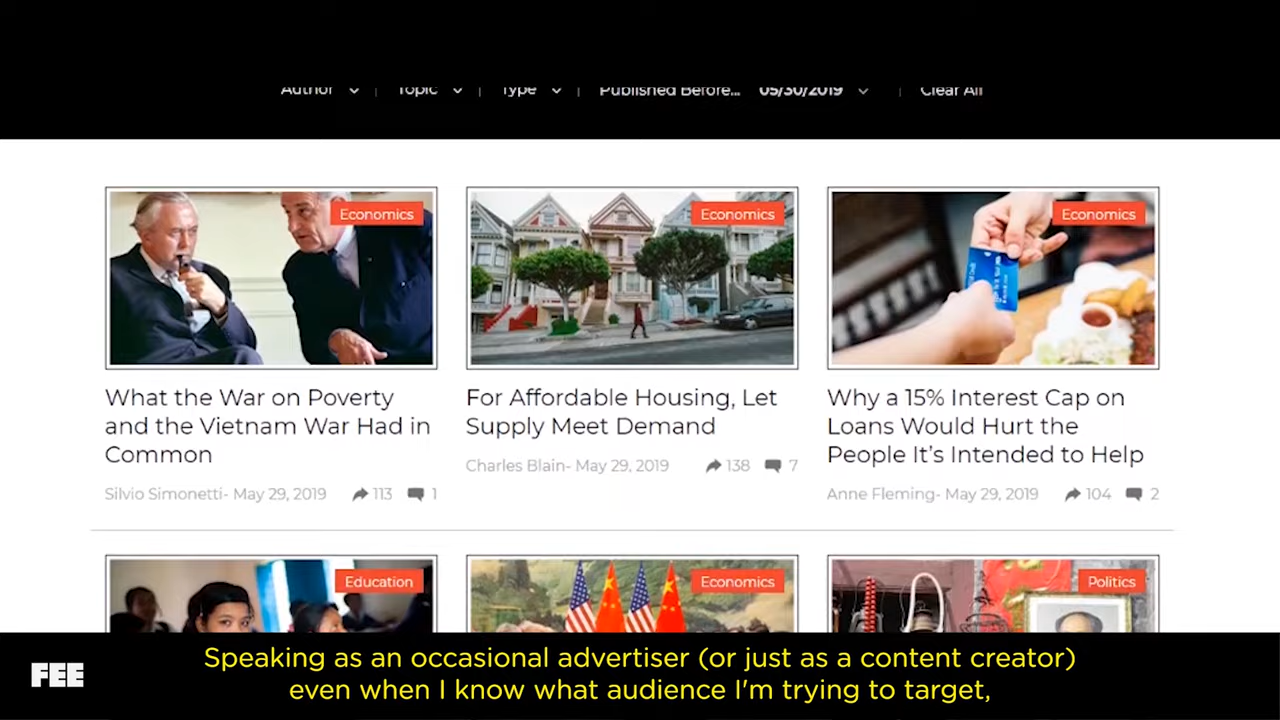 Author
Topic
Type
Published Before...
05/30/2019
Clear All
Economics
Economics
Economics
What the War on Poverty
and the Vietnam War Had in
Common
Silvio Simonetti- May 29, 2019 113 1
For Affordable Housing, Let
Supply Meet Demand
Charles Blain- May 29, 2019 138 7
Why a 15% Interest Cap on
Loans Would Hurt the
People It's Intended to Help
Anne Fleming- May 29, 2019 104 2
Education
Economics
Politics
FEE
Speaking as an occasional advertiser (or just as a content creator)
even when I know what audience I'm trying to target,